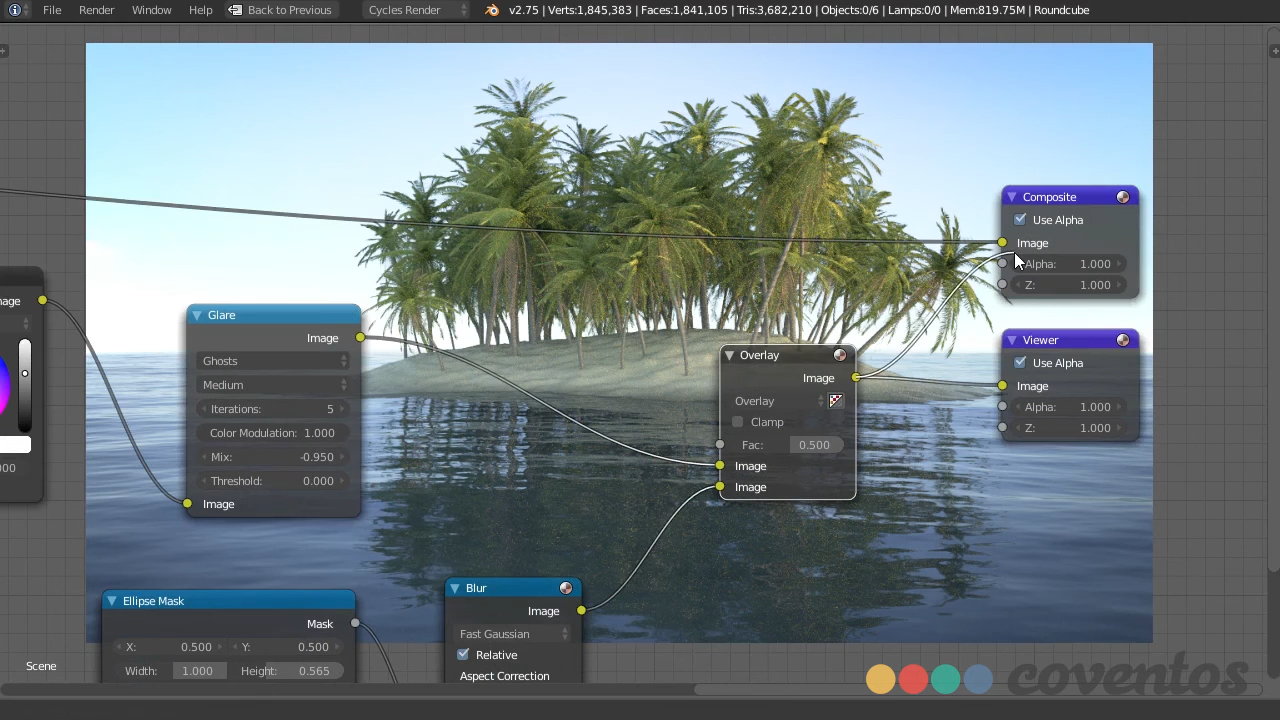 File Render Window Help Back to Previous Cycles Render v2.75 | Verts:1,845,383 | Faces:1,841,105 | Tris:3,682,210 | Objects:0/6 | Lamps:0/0 | Mem:819.75M | Roundcube
Composite
Use Alpha
Image
Alpha: 1.000
Z: 1.000
age
000
Glare
Image
Ghosts
Medium
Iterations: 5
Color Modulation: 1.000
Mix: -0.950
Threshold: 0.000
Image
Overlay
Image
Overlay
Clamp
Fac: 0.500
Image
Image
Viewer
Use Alpha
Image
Alpha: 1.000
Z: 1.000
Ellipse Mask
Mask
X: 0.500 Y: 0.500
Width: 1.000 Height: 0.565
Blur
Image
Fast Gaussian
Relative
Aspect Correction
Scene
coventos